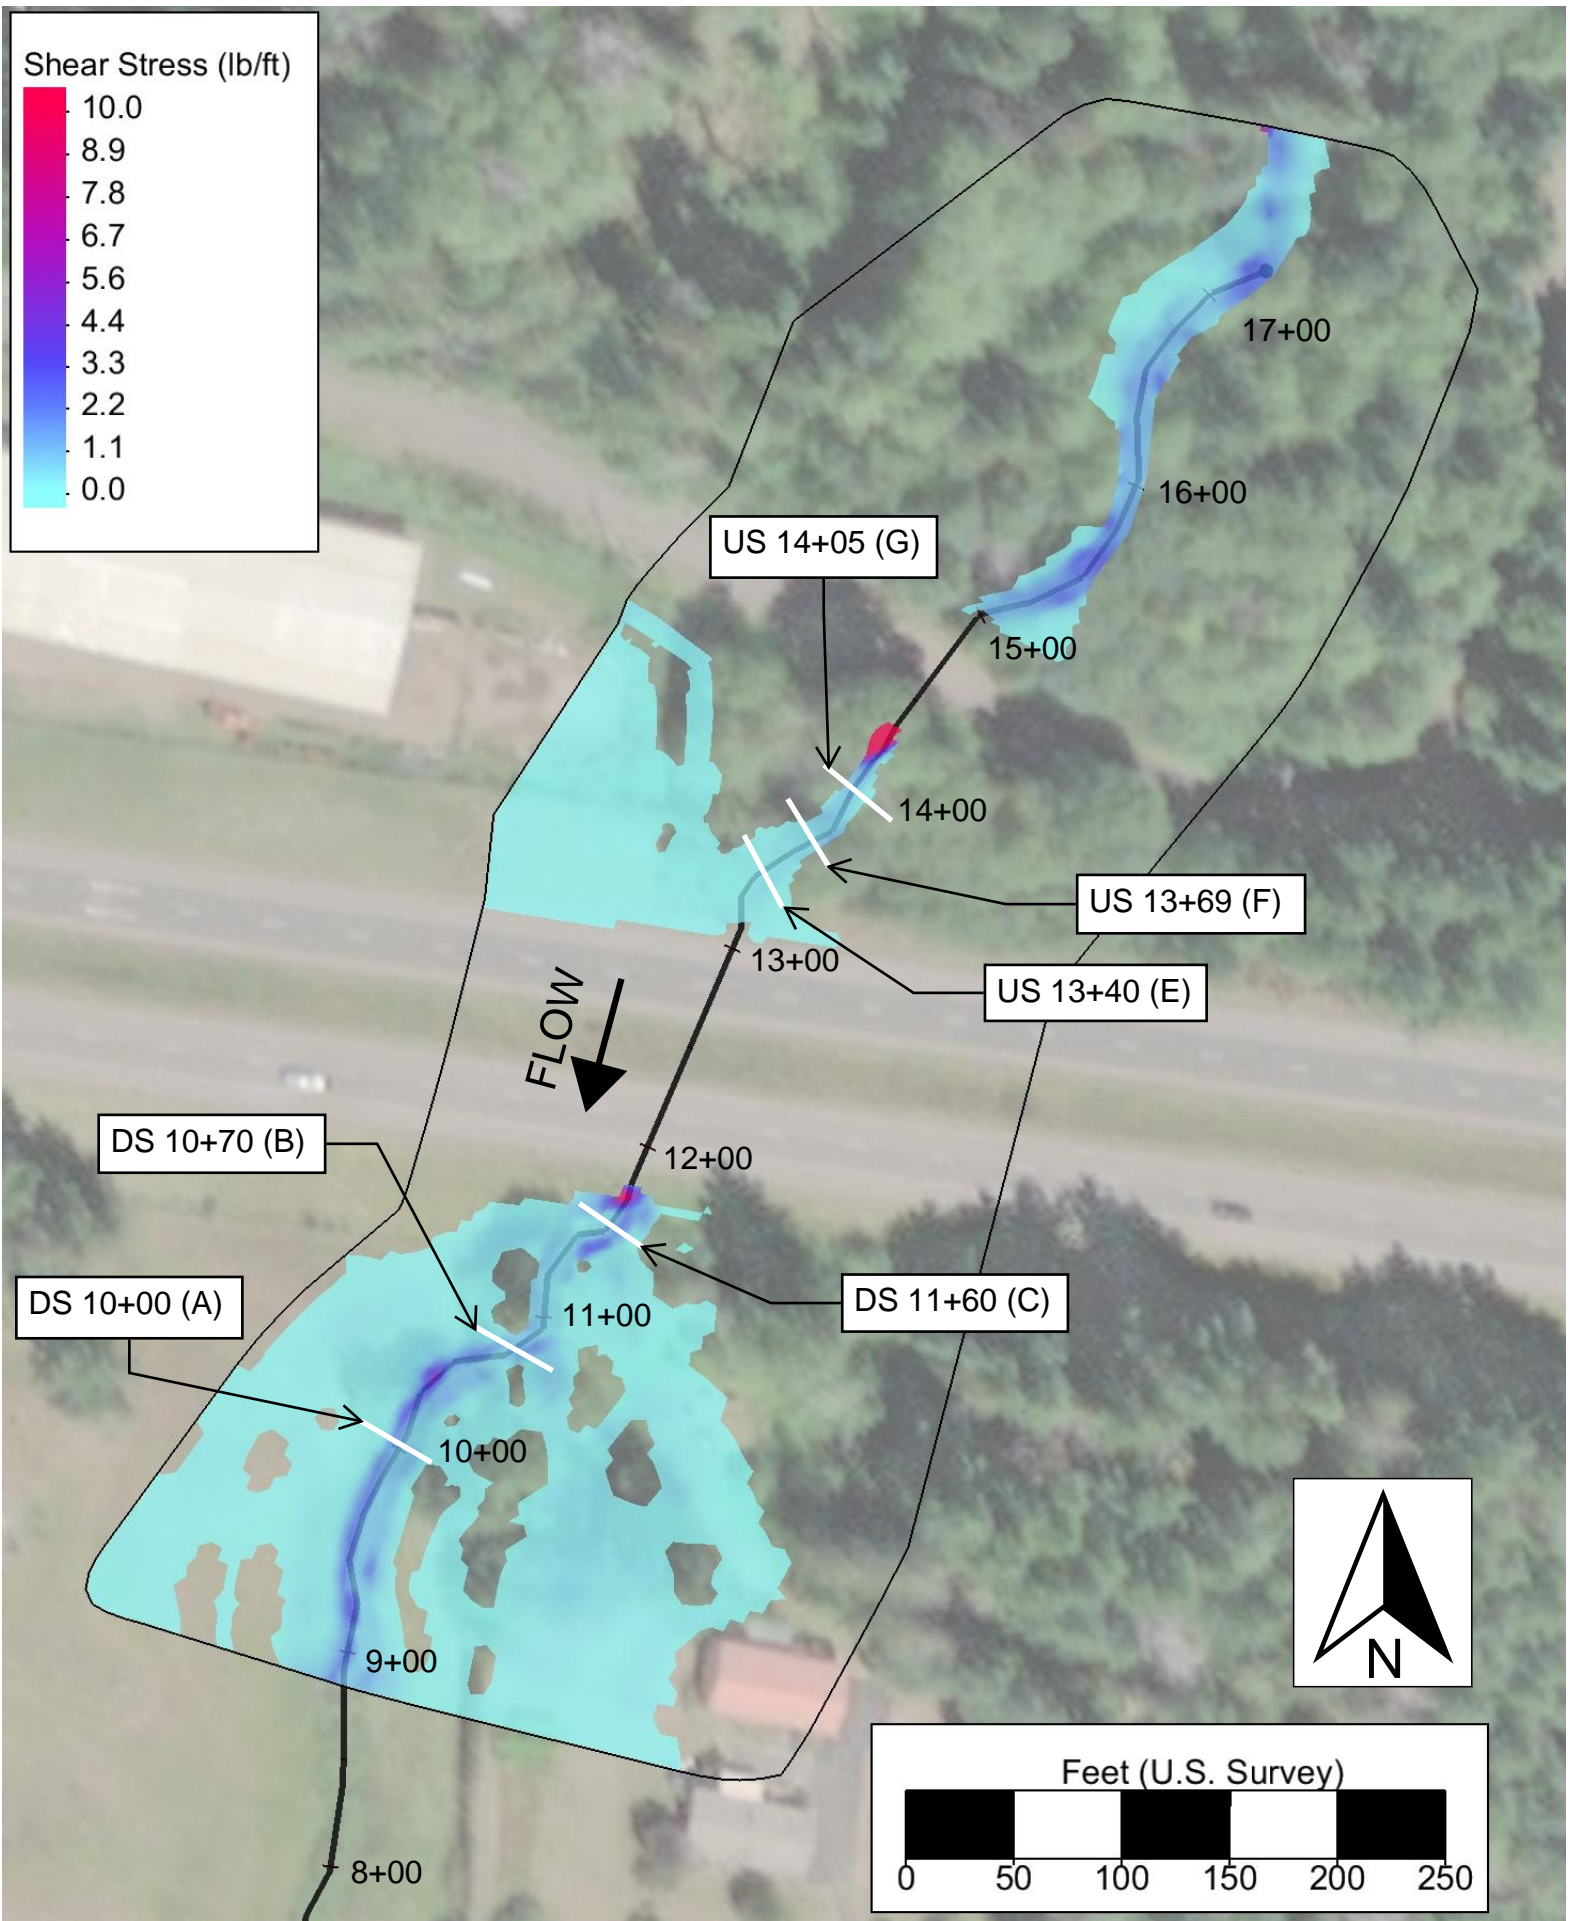 Shear Stress (lb/ft)
10.0
8.9
7.8
6.7
5.6
4.4
3.3
2.2
1.1
0.0
17+00
16+00
US 14+05 (G)
15+00
14+00
US 13+69 (F)
13+00
US 13+40 (E)
FLOW
DS 10+70 (B)
12+00
DS 10+00 (A)
11+00
DS 11+60 (C)
10+00
9+00
N
8+00
Feet (U.S. Survey)
0 50 100 150 200 250